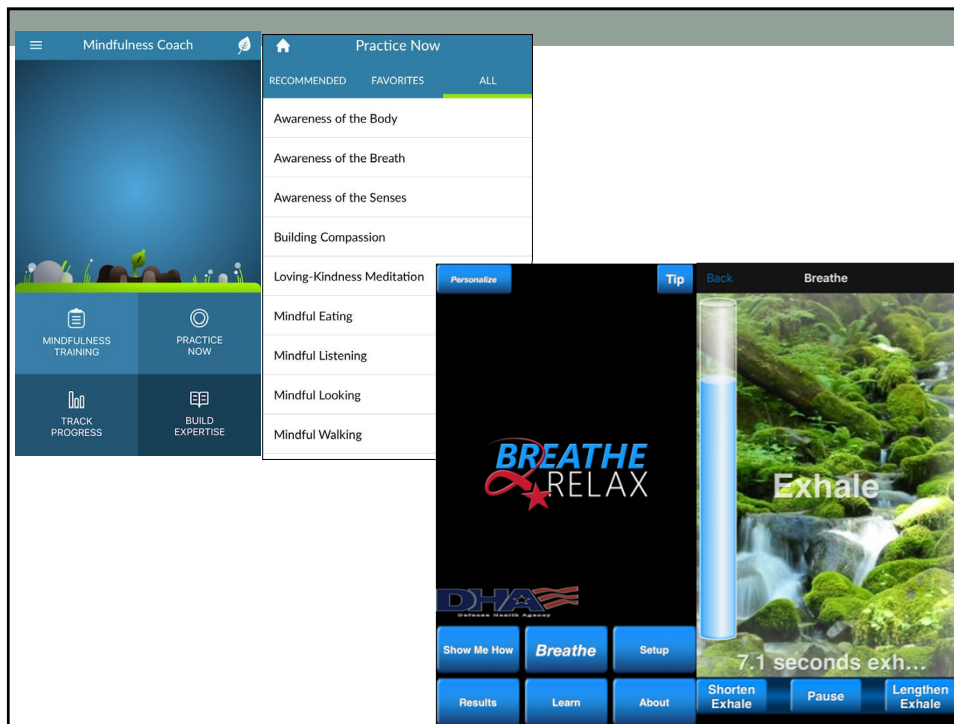 Mindfulness Coach
MINDFULNESS
TRAINING
PRACTICE
NOW
TRACK
PROGRESS
BUILD
EXPERTISE
Practice Now
RECOMMENDED FAVORITES ALL
Awareness of the Body
Awareness of the Breath
Awareness of the Senses
Building Compassion
Loving-Kindness Meditation
Mindful Eating
Mindful Listening
Mindful Looking
Mindful Walking
Personalize Tip
BREATHE
2 RELAX
DHA
Defense Health Agency
Show Me How Breathe Setup
Results Learn About
Back Breathe
Exhale
7.1 seconds exh...
Shorten
Exhale
Pause
Lengthen
Exhale